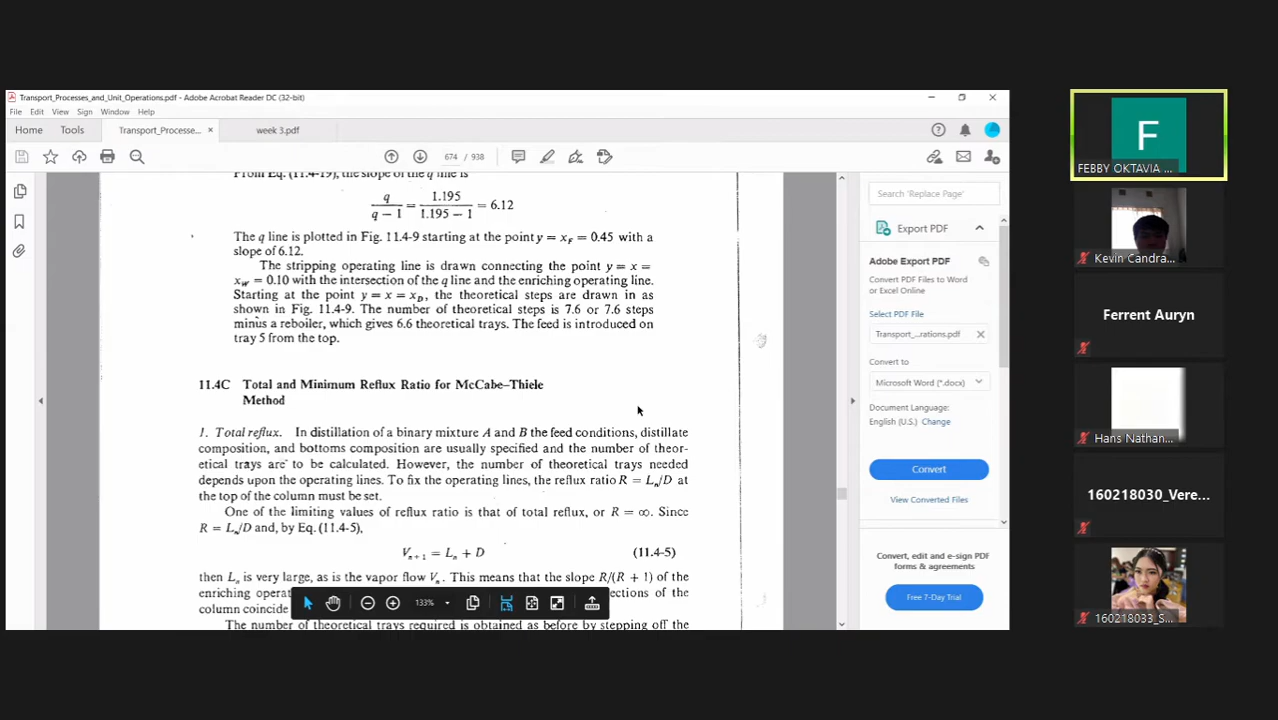 Transport_Processes_and_Unit_Operations.pdf - Adobe Acrobat Reader DC (32-bit)
File Edit View Sign Window Help
Home Tools Transport_Processe... × week 3.pdf
674 / 938
From Eq. (11.4-19), the slope of the q line is
q / q − 1 = 1.195 / 1.195 − 1 = 6.12
The q line is plotted in Fig. 11.4-9 starting at the point y = x_F = 0.45 with a
slope of 6.12.
The stripping operating line is drawn connecting the point y = x =
x_W = 0.10 with the intersection of the q line and the enriching operating line.
Starting at the point y = x = x_D, the theoretical steps are drawn in as
shown in Fig. 11.4-9. The number of theoretical steps is 7.6 or 7.6 steps
minus a reboiler, which gives 6.6 theoretical trays. The feed is introduced on
tray 5 from the top.
11.4C Total and Minimum Reflux Ratio for McCabe–Thiele
Method
1. Total reflux. In distillation of a binary mixture A and B the feed conditions, distillate
composition, and bottoms composition are usually specified and the number of theor-
etical trays are to be calculated. However, the number of theoretical trays needed
depends upon the operating lines. To fix the operating lines, the reflux ratio R = L_n/D at
the top of the column must be set.
One of the limiting values of reflux ratio is that of total reflux, or R = ∞. Since
R = L_n/D and, by Eq. (11.4-5),
V_n+1 = L_n + D (11.4-5)
then L_n is very large, as is the vapor flow V_n. This means that the slope R/(R + 1) of the
enriching operat ections of the
column coincide
The number of theoretical trays required is obtained as before by stepping off the
133%
Search 'Replace Page'
Export PDF
Adobe Export PDF
Convert PDF Files to Word
or Excel Online
Select PDF File
Transport_...rations.pdf ×
Convert to
Microsoft Word (*.docx)
Document Language:
English (U.S.) Change
Convert
View Converted Files
Convert, edit and e-sign PDF
forms & agreements
Free 7-Day Trial
F
FEBBY OKTAVIA ...
Kevin Candra...
Ferrent Auryn
Hans Nathan...
160218030_Vere...
160218033_S...